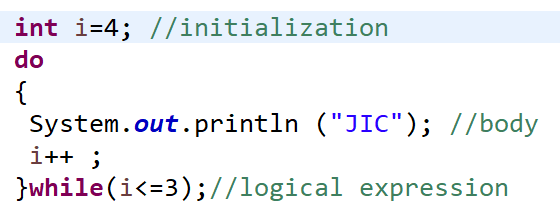 int i=4; //initialization
do
{
System.out.println ("JIC"); //body
i++ ;
}while(i<=3);//logical expression